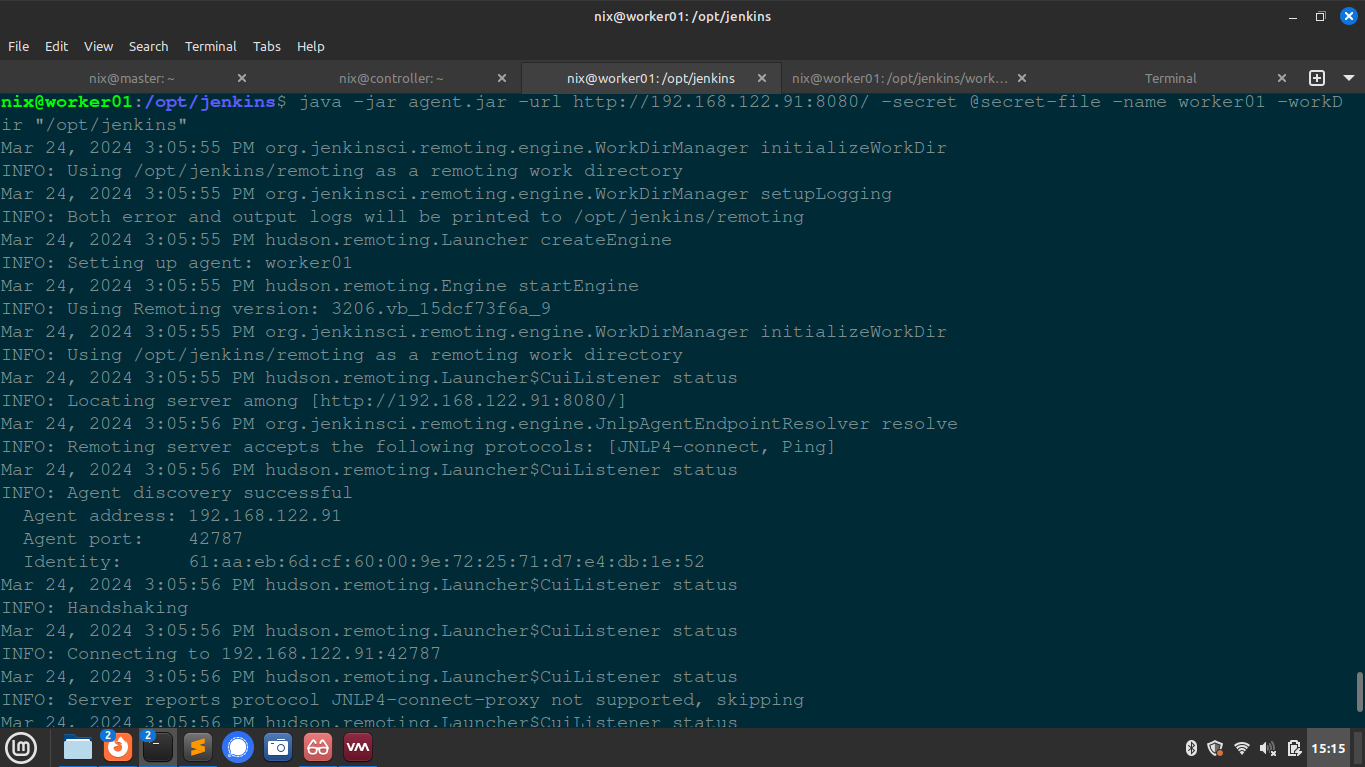 nix@worker01: /opt/jenkins
File Edit View Search Terminal Tabs Help
nix@master: ~ nix@controller: ~ nix@worker01: /opt/jenkins nix@worker01: /opt/jenkins/work... Terminal
nix@worker01:/opt/jenkins$ java -jar agent.jar -url http://192.168.122.91:8080/ -secret @secret-file -name worker01 -workD
ir "/opt/jenkins"
Mar 24, 2024 3:05:55 PM org.jenkinsci.remoting.engine.WorkDirManager initializeWorkDir
INFO: Using /opt/jenkins/remoting as a remoting work directory
Mar 24, 2024 3:05:55 PM org.jenkinsci.remoting.engine.WorkDirManager setupLogging
INFO: Both error and output logs will be printed to /opt/jenkins/remoting
Mar 24, 2024 3:05:55 PM hudson.remoting.Launcher createEngine
INFO: Setting up agent: worker01
Mar 24, 2024 3:05:55 PM hudson.remoting.Engine startEngine
INFO: Using Remoting version: 3206.vb_15dcf73f6a_9
Mar 24, 2024 3:05:55 PM org.jenkinsci.remoting.engine.WorkDirManager initializeWorkDir
INFO: Using /opt/jenkins/remoting as a remoting work directory
Mar 24, 2024 3:05:55 PM hudson.remoting.Launcher$CuiListener status
INFO: Locating server among [http://192.168.122.91:8080/]
Mar 24, 2024 3:05:56 PM org.jenkinsci.remoting.engine.JnlpAgentEndpointResolver resolve
INFO: Remoting server accepts the following protocols: [JNLP4-connect, Ping]
Mar 24, 2024 3:05:56 PM hudson.remoting.Launcher$CuiListener status
INFO: Agent discovery successful
  Agent address: 192.168.122.91
  Agent port:    42787
  Identity:      61:aa:eb:6d:cf:60:00:9e:72:25:71:d7:e4:db:1e:52
Mar 24, 2024 3:05:56 PM hudson.remoting.Launcher$CuiListener status
INFO: Handshaking
Mar 24, 2024 3:05:56 PM hudson.remoting.Launcher$CuiListener status
INFO: Connecting to 192.168.122.91:42787
Mar 24, 2024 3:05:56 PM hudson.remoting.Launcher$CuiListener status
INFO: Server reports protocol JNLP4-connect-proxy not supported, skipping
Mar 24, 2024 3:05:56 PM hudson.remoting.Launcher$CuiListener status
2 2 15:15